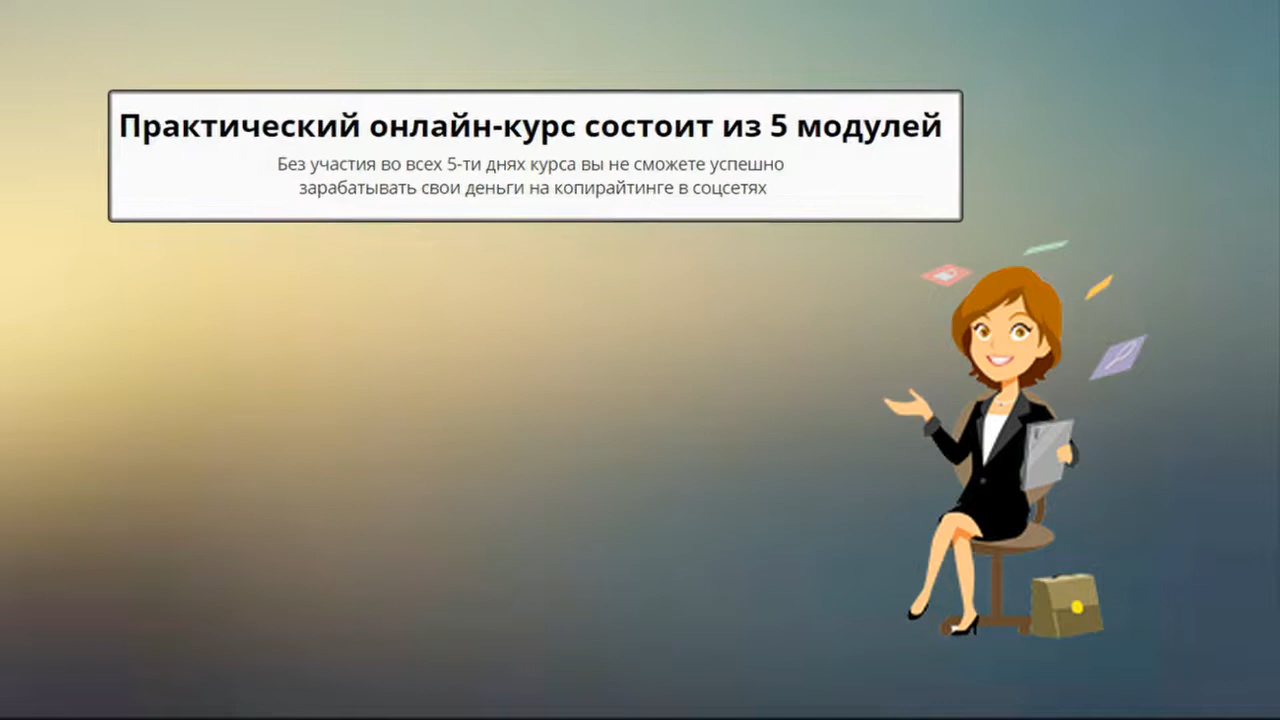 Практический онлайн-курс состоит из 5 модулей
Без участия во всех 5-ти днях курса вы не сможете успешно
зарабатывать свои деньги на копирайтинге в соцсетях